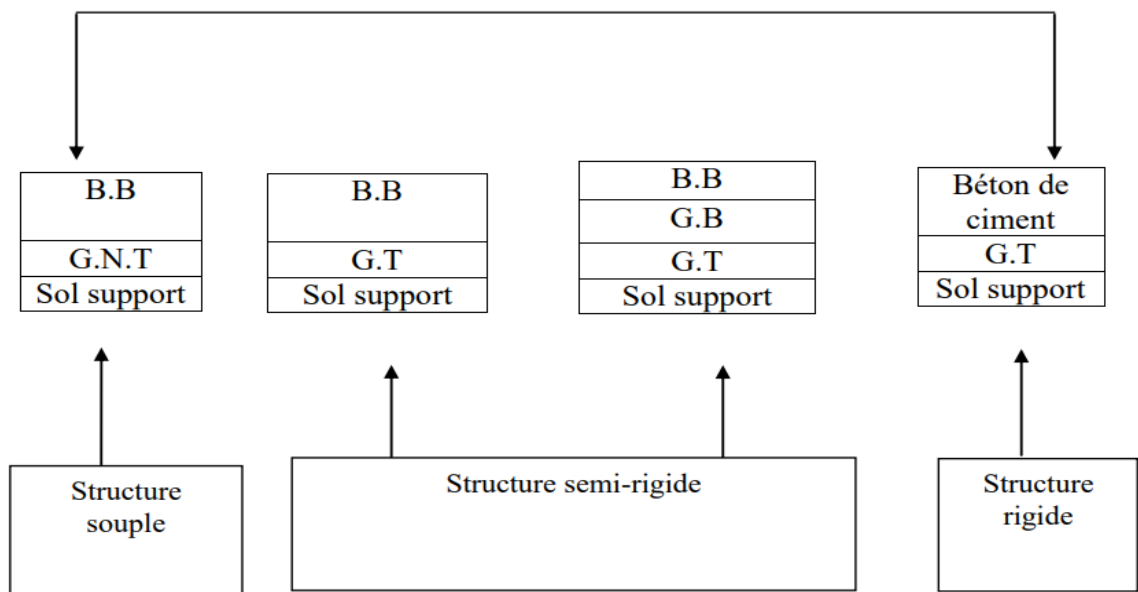 B.B
G.N.T
Sol support
B.B
G.T
Sol support
B.B
G.B
G.T
Sol support
Béton de
ciment
G.T
Sol support
Structure
souple
Structure semi-rigide
Structure
rigide